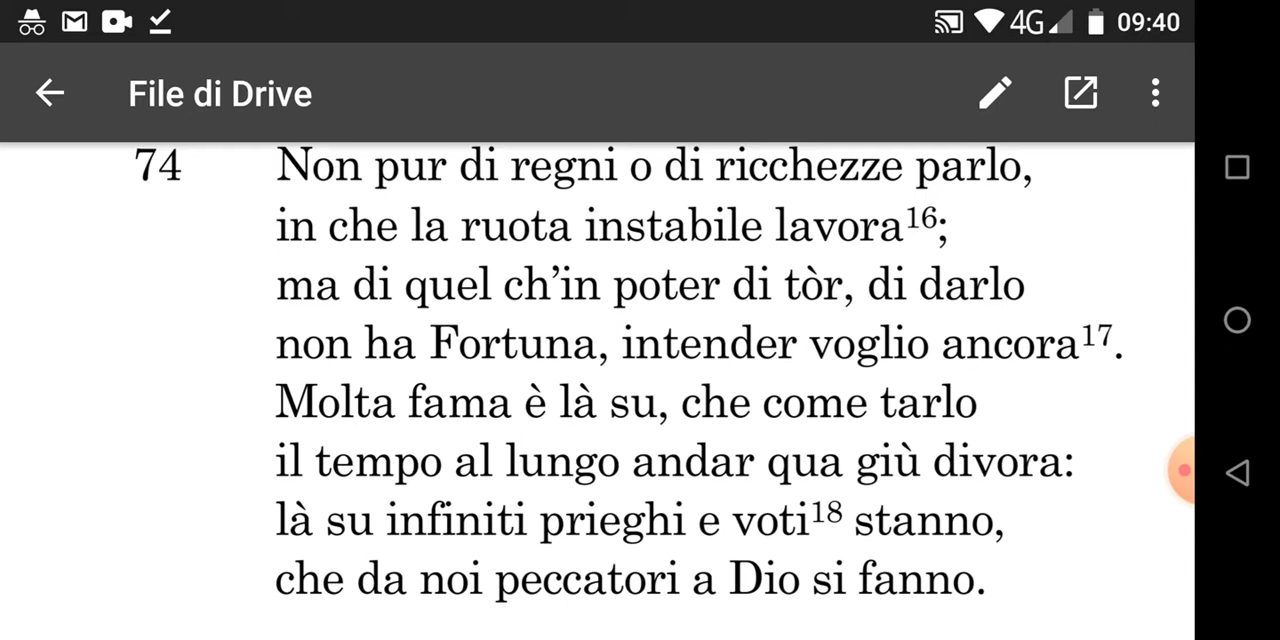 4G 09:40
File di Drive
74 Non pur di regni o di ricchezze parlo,
in che la ruota instabile lavora¹⁶;
ma di quel ch’in poter di tòr, di darlo
non ha Fortuna, intender voglio ancora¹⁷.
Molta fama è là su, che come tarlo
il tempo al lungo andar qua giù divora:
là su infiniti prieghi e voti¹⁸ stanno,
che da noi peccatori a Dio si fanno.